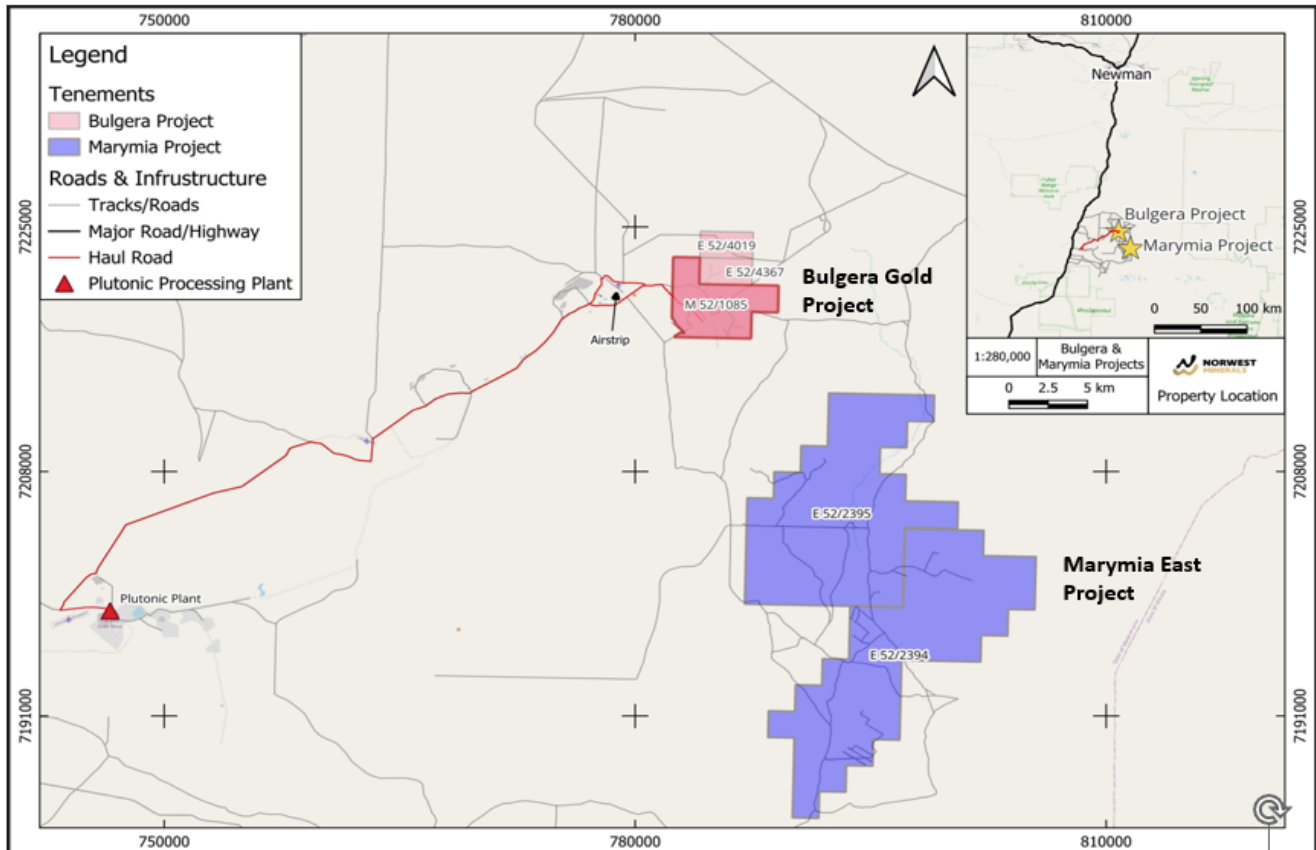 750000
780000
810000
Legend
Tenements
Bulgera Project
Marymia Project
Roads & Infrustructure
Tracks/Roads
Major Road/Highway
Haul Road
Plutonic Processing Plant
Newman
Bulgera Project
Marymia Project
0 50 100 km
1:280,000
Bulgera &
Marymia Projects
NORWEST
MINERALS
0 2.5 5 km
Property Location
7225000
7225000
E 52/4019
E 52/4367
M 52/1085
Bulgera Gold
Project
Airstrip
7208000
7208000
E 52/2395
Marymia East
Project
Plutonic Plant
E 52/2394
7191000
7191000
750000
780000
810000